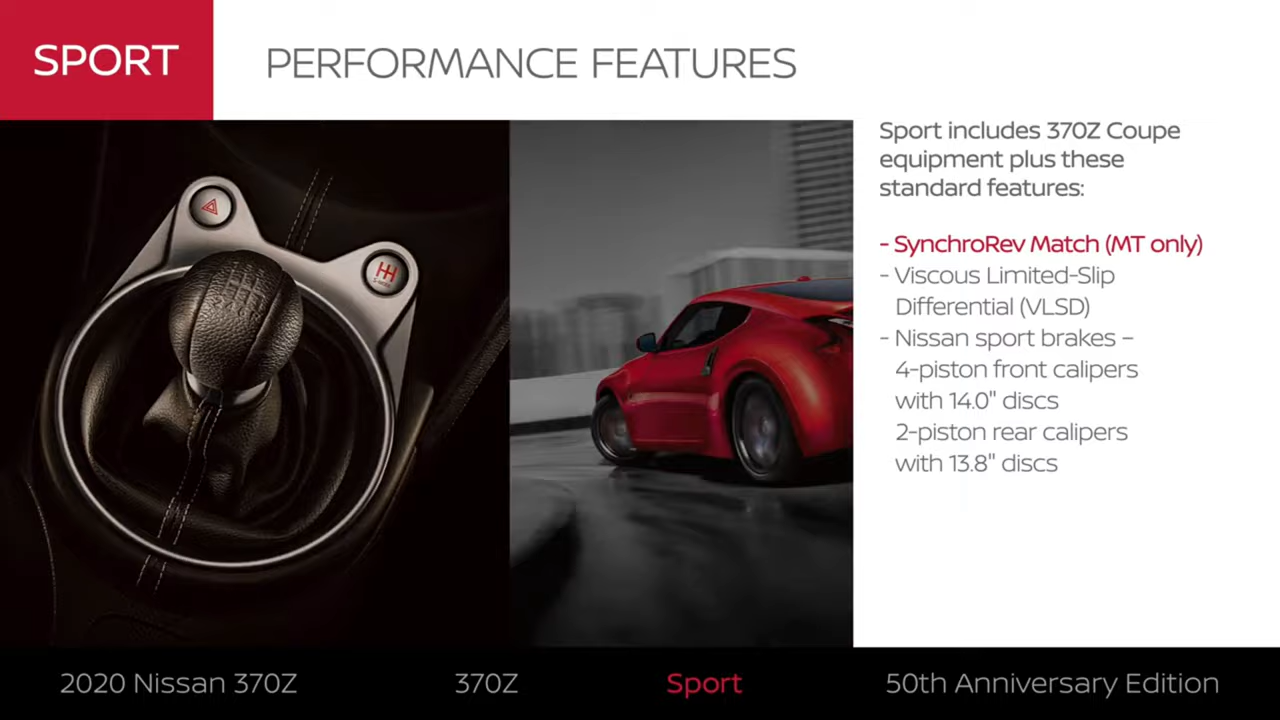 SPORT
PERFORMANCE FEATURES
Sport includes 370Z Coupe
equipment plus these
standard features:
- SynchroRev Match (MT only)
- Viscous Limited-Slip
Differential (VLSD)
- Nissan sport brakes –
4-piston front calipers
with 14.0" discs
2-piston rear calipers
with 13.8" discs
S-MODE
2020 Nissan 370Z
370Z
Sport
50th Anniversary Edition